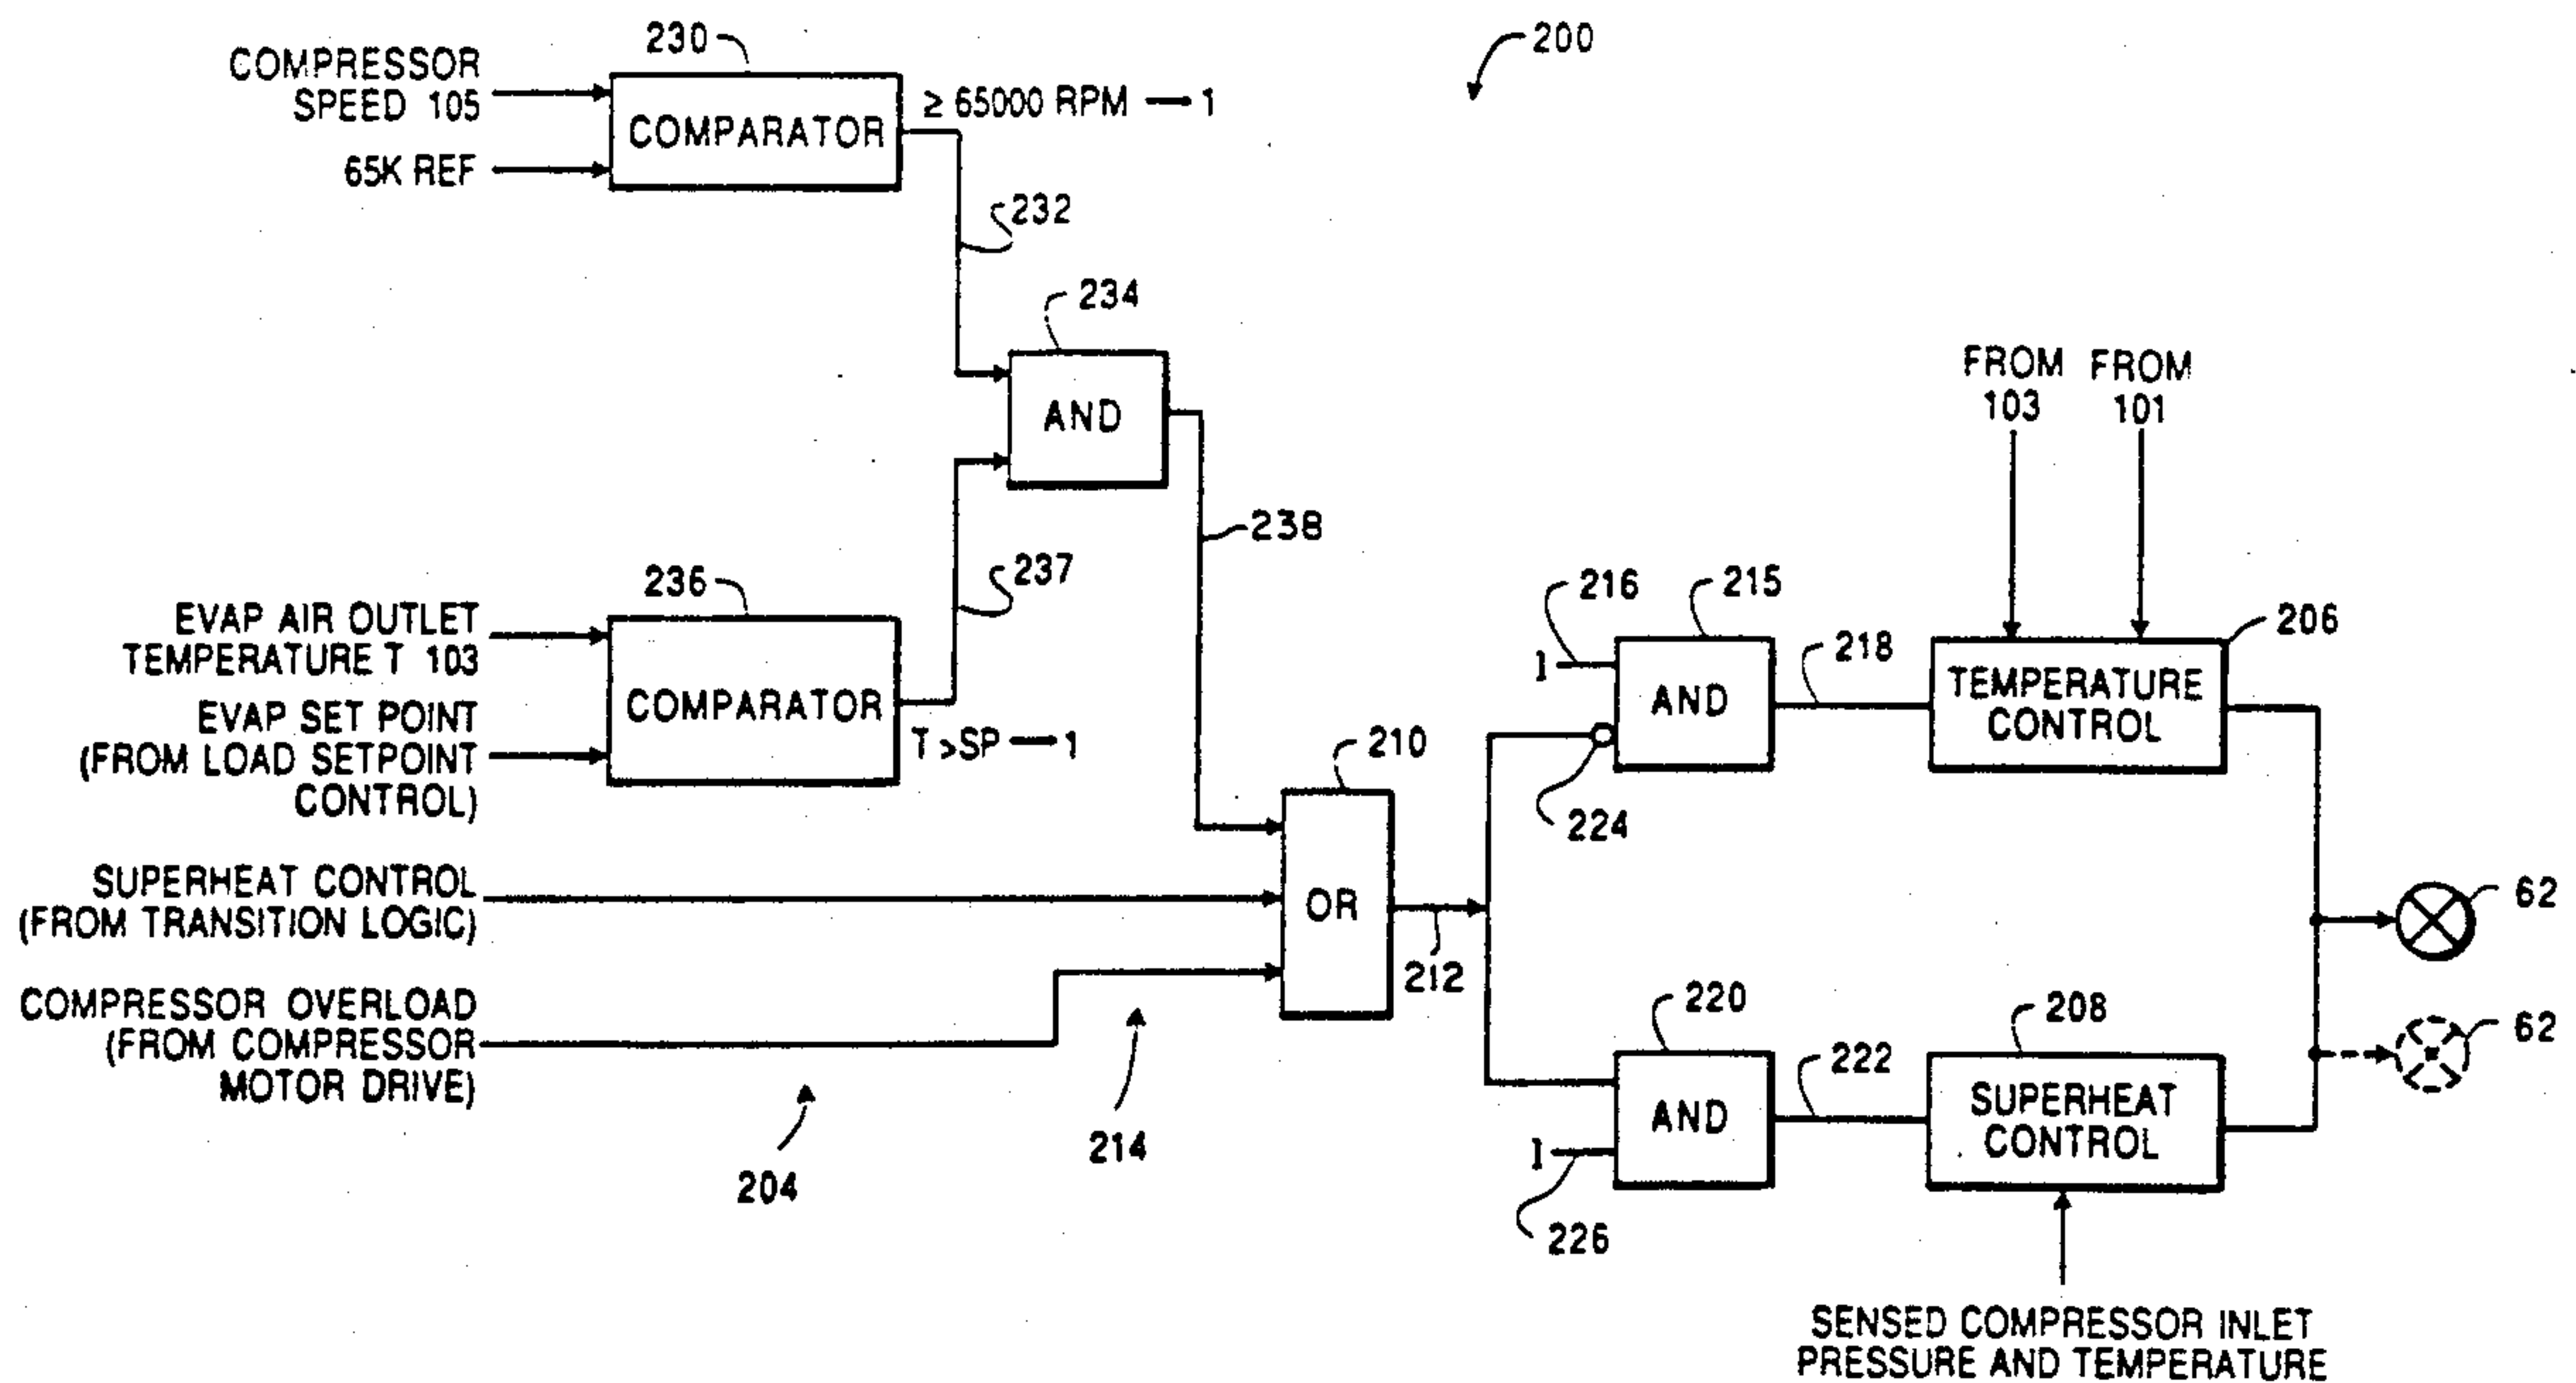 230
200
COMPRESSOR
SPEED 105
65K REF
COMPARATOR
≥ 65000 RPM → 1
232
234
AND
238
236
237
EVAP AIR OUTLET
TEMPERATURE T 103
EVAP SET POINT
(FROM LOAD SETPOINT
CONTROL)
COMPARATOR
T >SP → 1
SUPERHEAT CONTROL
(FROM TRANSITION LOGIC)
COMPRESSOR OVERLOAD
(FROM COMPRESSOR
MOTOR DRIVE)
204
214
210
OR
212
216
1
215
AND
224
218
FROM
103
FROM
101
206
TEMPERATURE
CONTROL
62
62
220
AND
1
226
222
208
SUPERHEAT
CONTROL
SENSED COMPRESSOR INLET
PRESSURE AND TEMPERATURE